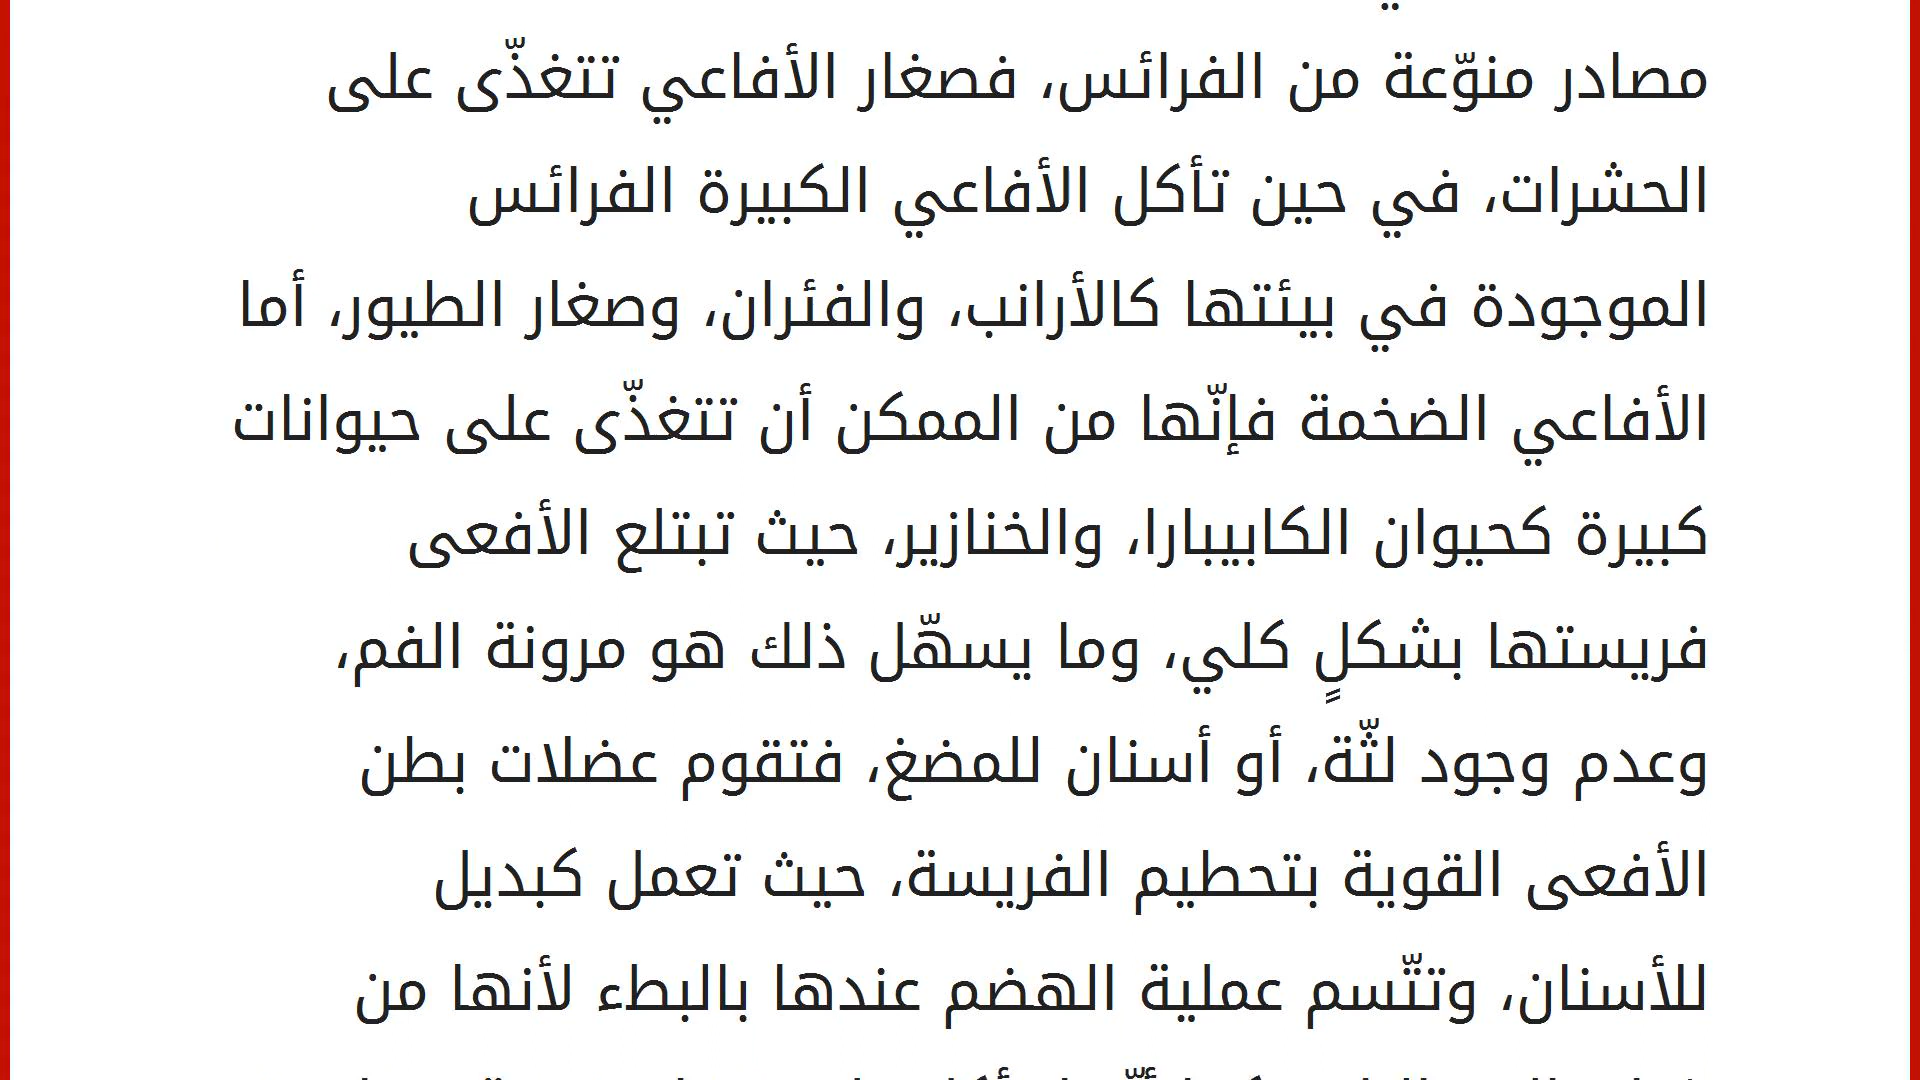 مصادر منوّعة من الفرائس، فصغار الأفاعي تتغذّى على
الحشرات، في حين تأكل الأفاعي الكبيرة الفرائس
الموجودة في بيئتها كالأرانب، والفئران، وصغار الطيور، أما
الأفاعي الضخمة فإنّها من الممكن أن تتغذّى على حيوانات
كبيرة كحيوان الكابيبارا، والخنازير، حيث تبتلع الأفعى
فريستها بشكلٍ كلي، وما يسهّل ذلك هو مرونة الفم،
وعدم وجود لثّة، أو أسنان للمضغ، فتقوم عضلات بطن
الأفعى القوية بتحطيم الفريسة، حيث تعمل كبديل
للأسنان، وتتّسم عملية الهضم عندها بالبطء لأنها من